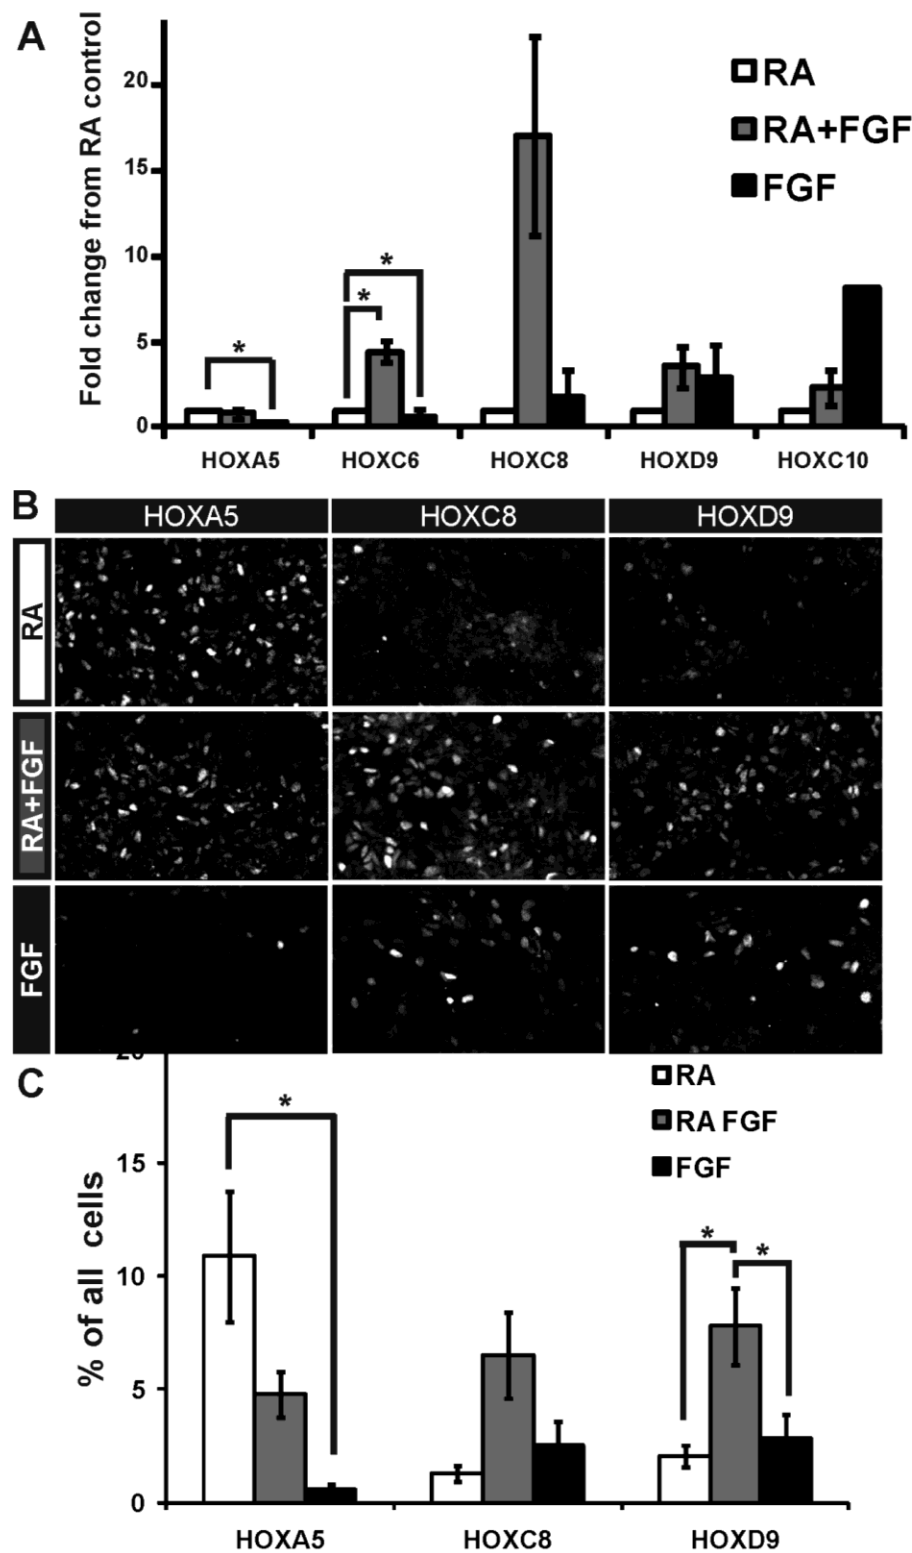 A
Fold change from RA control
20
15
10
5
0
RA
RA+FGF
FGF
*
*
*
HOXA5
HOXC6
HOXC8
HOXD9
HOXC10
B
HOXA5
HOXC8
HOXD9
RA
RA+FGF
FGF
C
% of all cells
20
15
10
5
0
RA
RA FGF
FGF
*
*
*
HOXA5
HOXC8
HOXD9